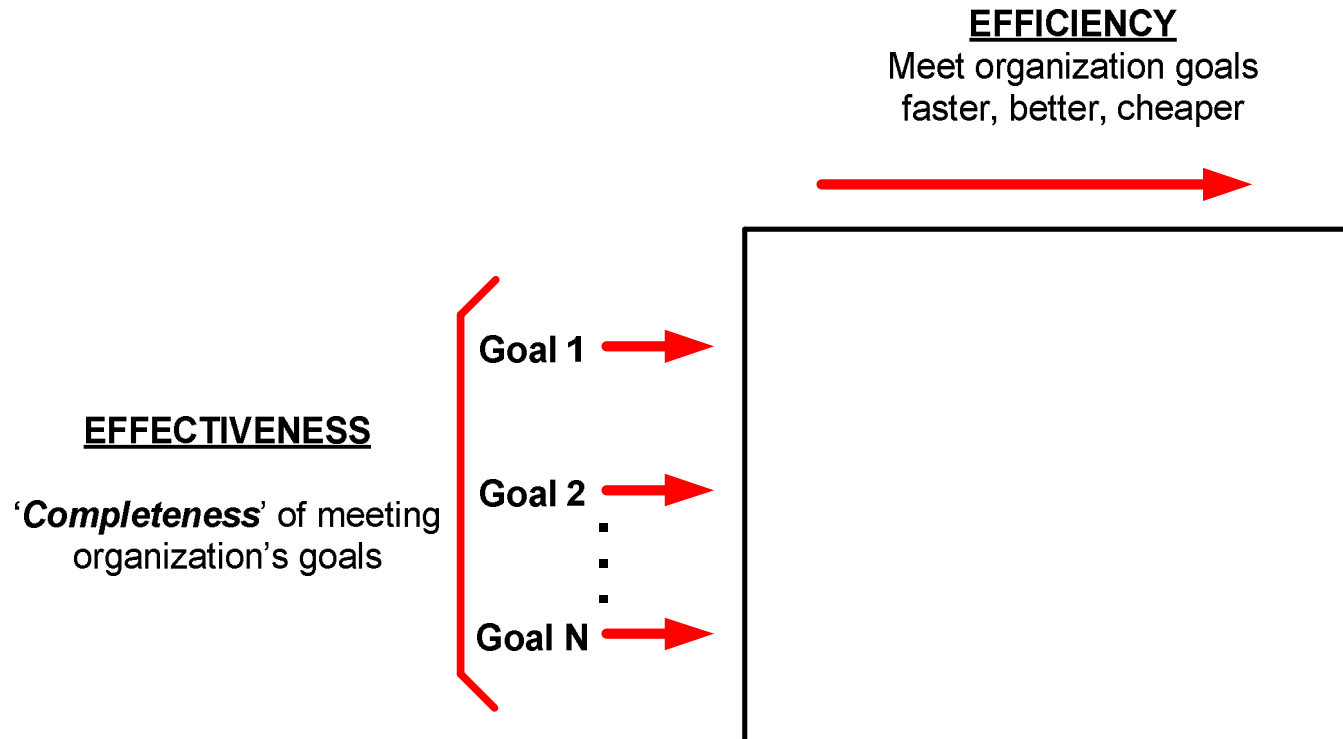 EFFICIENCY
Meet organization goals
faster, better, cheaper
Goal 1
EFFECTIVENESS
‘Completeness’ of meeting
organization’s goals
Goal 2
Goal N